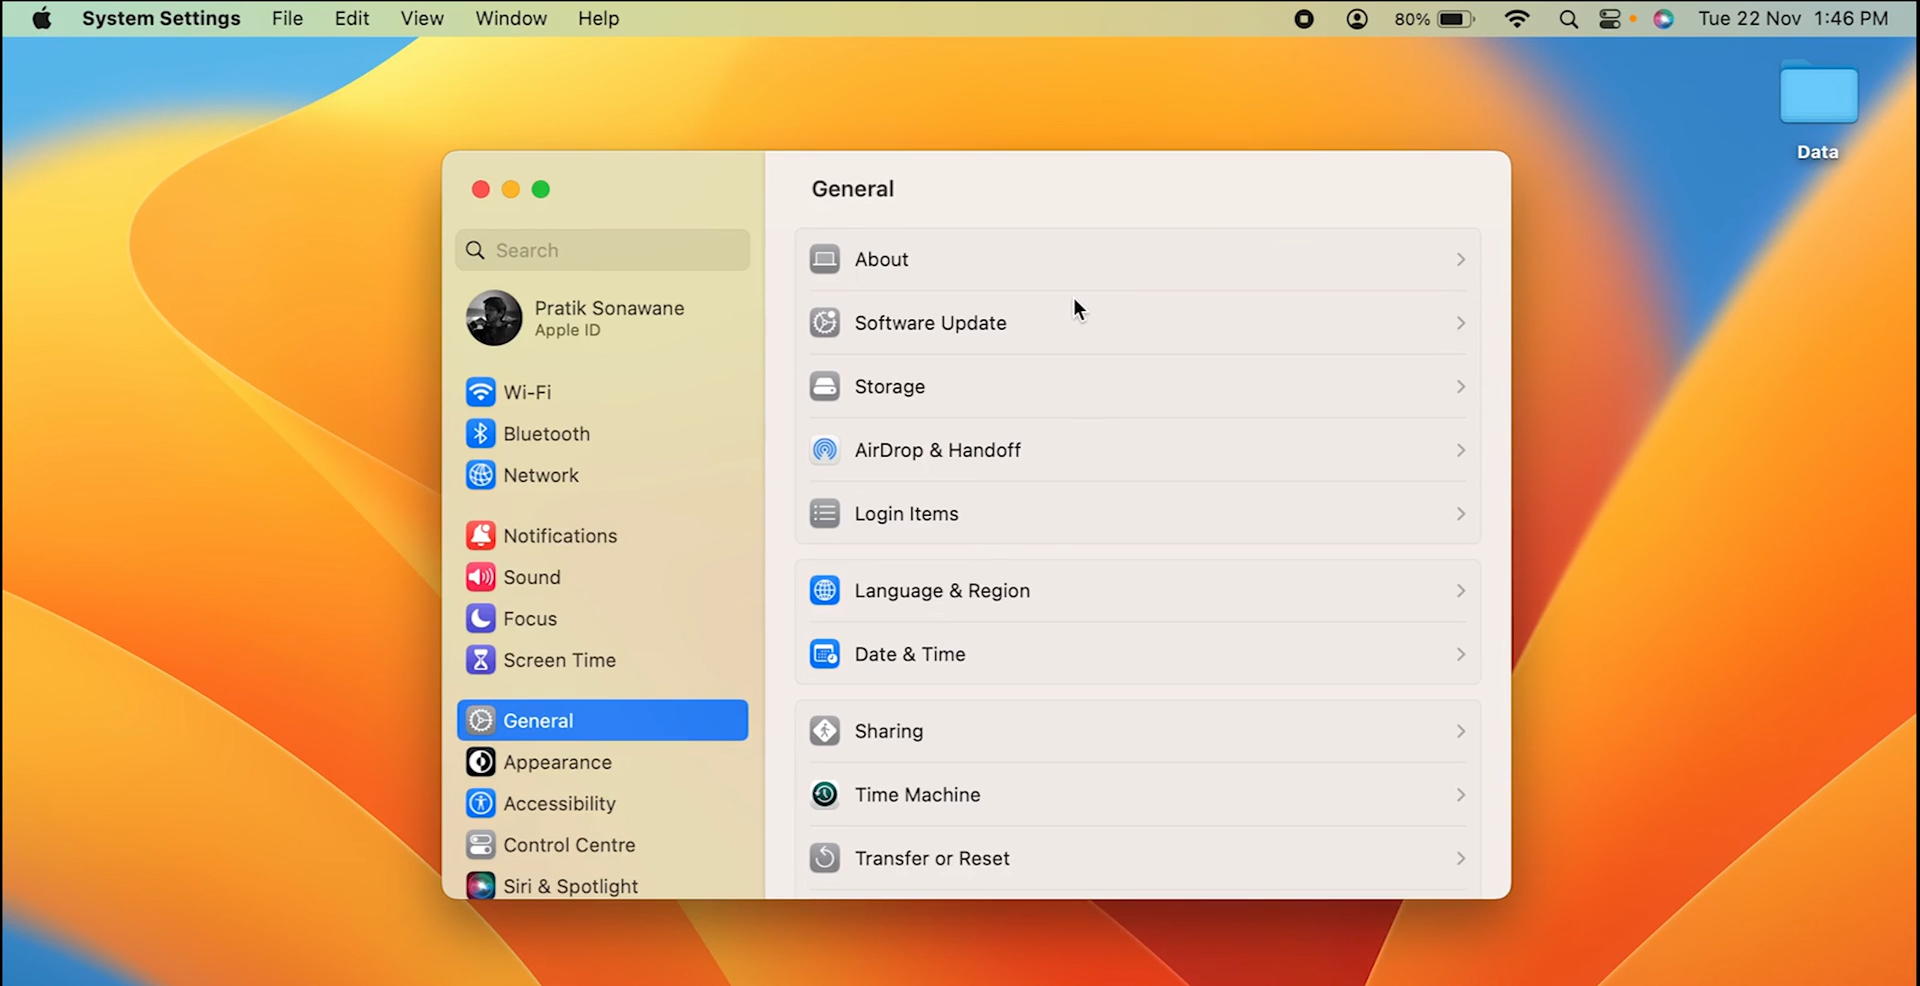 System Settings File Edit View Window Help 80% Tue 22 Nov 1:46 PM
Data
General
Search
Pratik Sonawane
Apple ID
Wi-Fi
Bluetooth
Network
Notifications
Sound
Focus
Screen Time
General
Appearance
Accessibility
Control Centre
Siri & Spotlight
About
Software Update
Storage
AirDrop & Handoff
Login Items
Language & Region
Date & Time
Sharing
Time Machine
Transfer or Reset